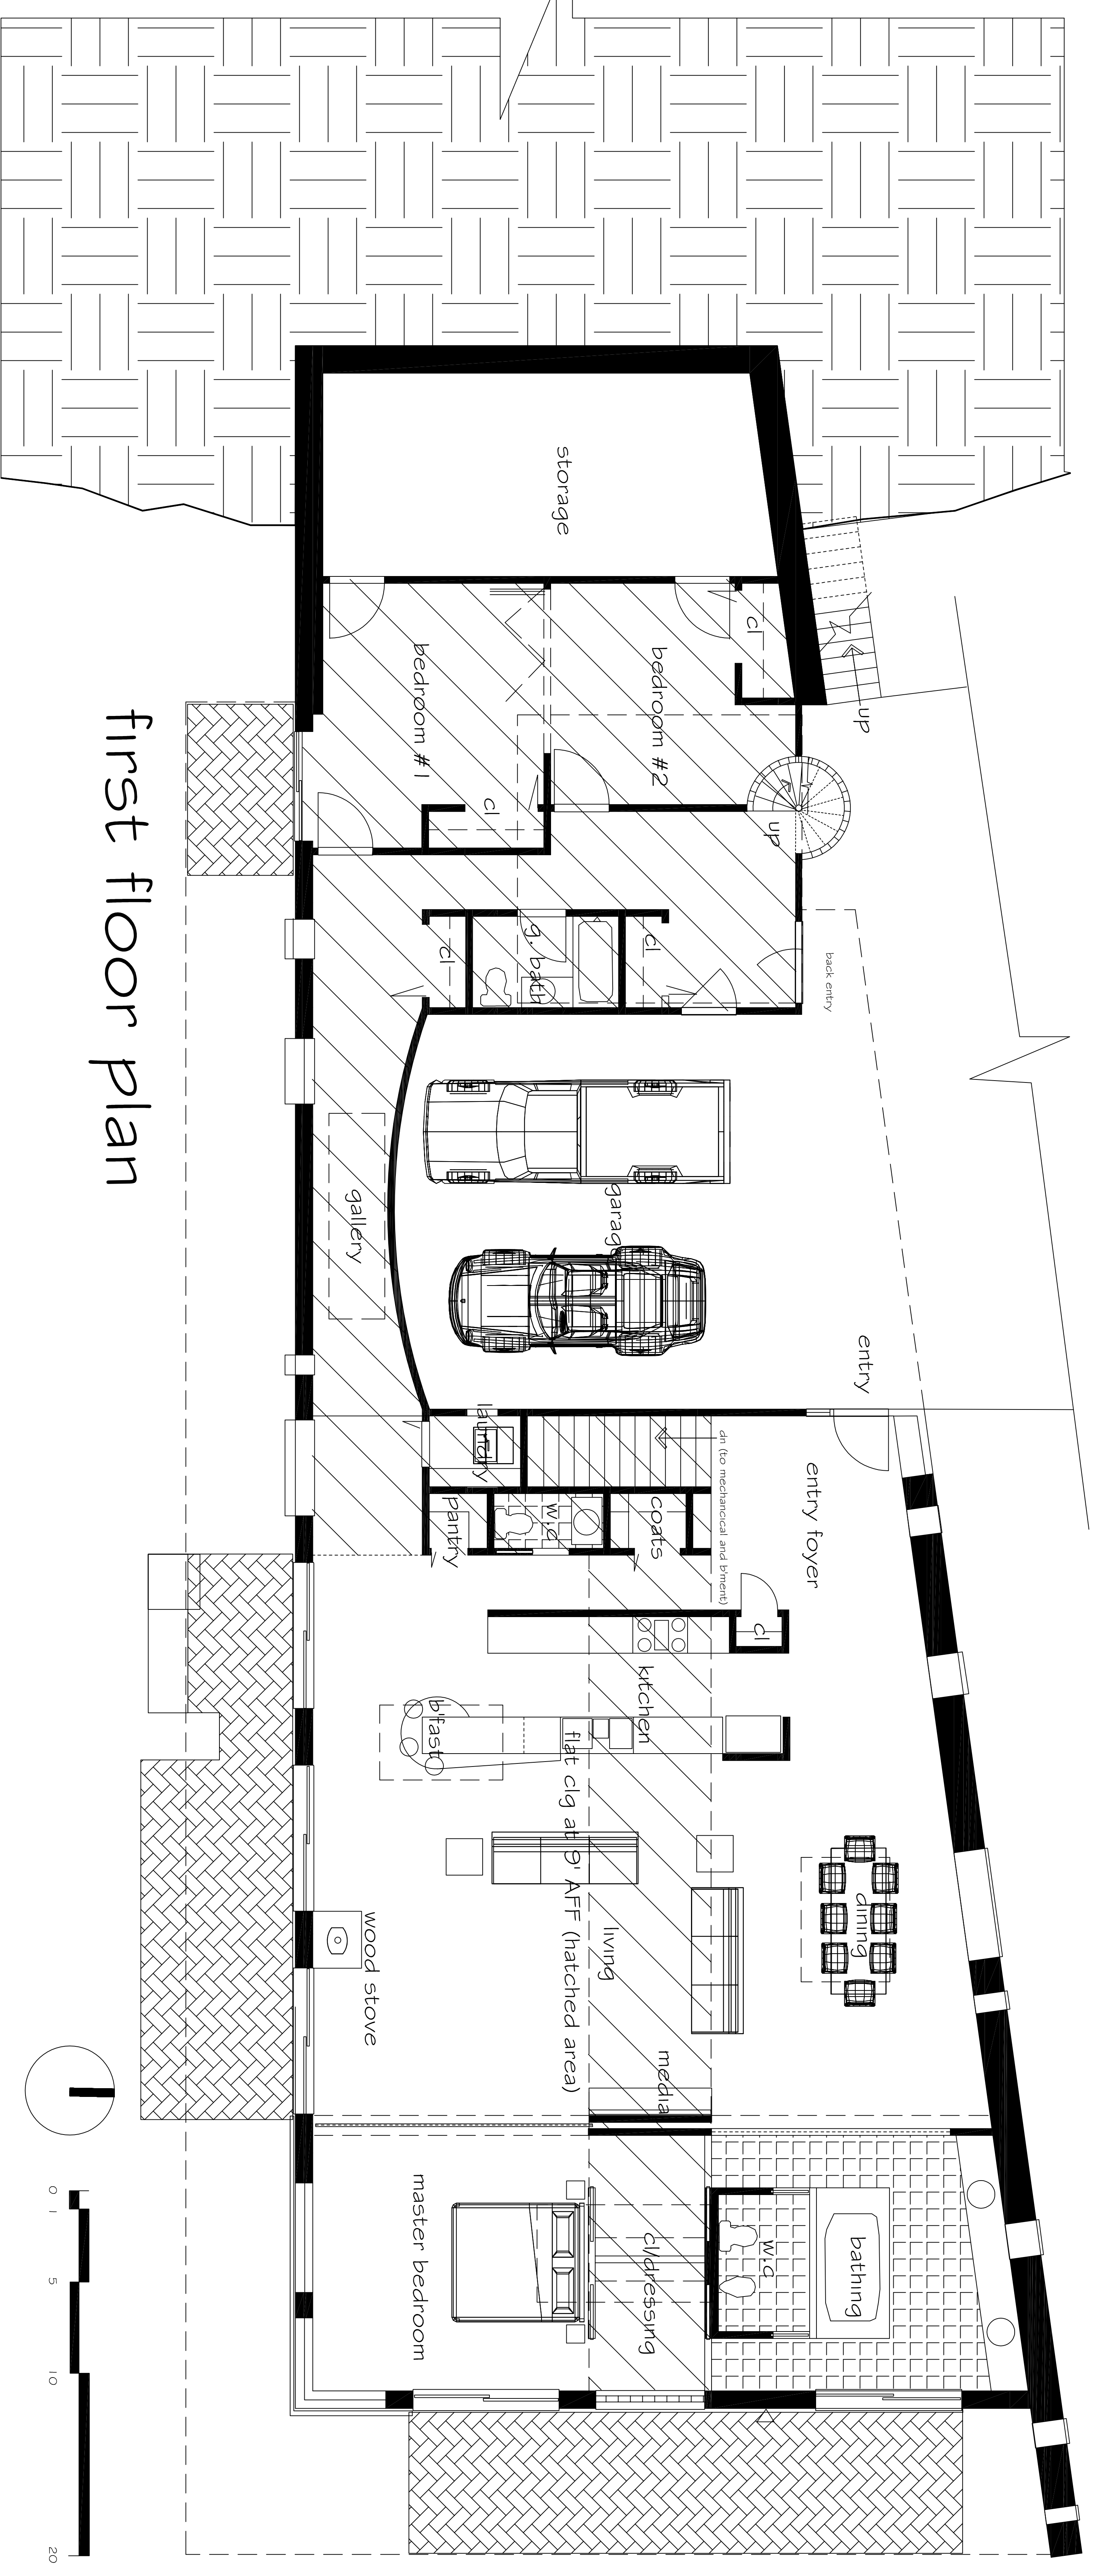 up
entry
dining
bathing
back entry
entry foyer
up
w.c
cl
cl
dn (to mechancical and b'ment)
bedroom #2
cl
coats
kitchen
media
cl/dressing
garage
living
storage
g. bath
w.c
flat clg at 9' AFF (hatched area)
cl
laundry
cl
pantry
b'fast
bedroom #1
master bedroom
gallery
wood stove
first floor plan
0 1 5 10 20